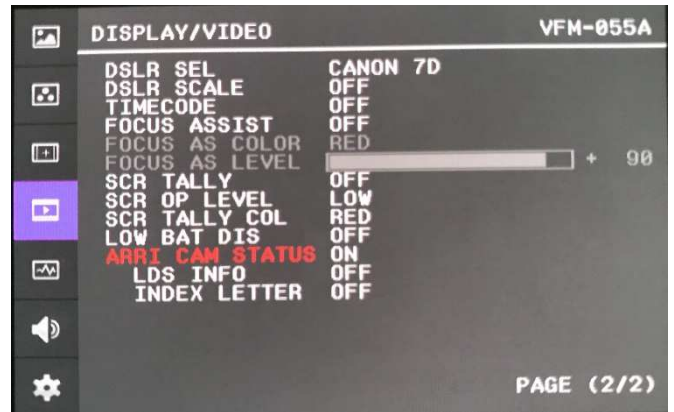 DISPLAY/VIDEO VFM-055A
DSLR SEL CANON 7D
DSLR SCALE OFF
TIMECODE OFF
FOCUS ASSIST OFF
FOCUS AS COLOR RED
FOCUS AS LEVEL + 90
SCR TALLY OFF
SCR OP LEVEL LOW
SCR TALLY COL RED
LOW BAT DIS OFF
ARRI CAM STATUS ON
LDS INFO OFF
INDEX LETTER OFF
PAGE (2/2)